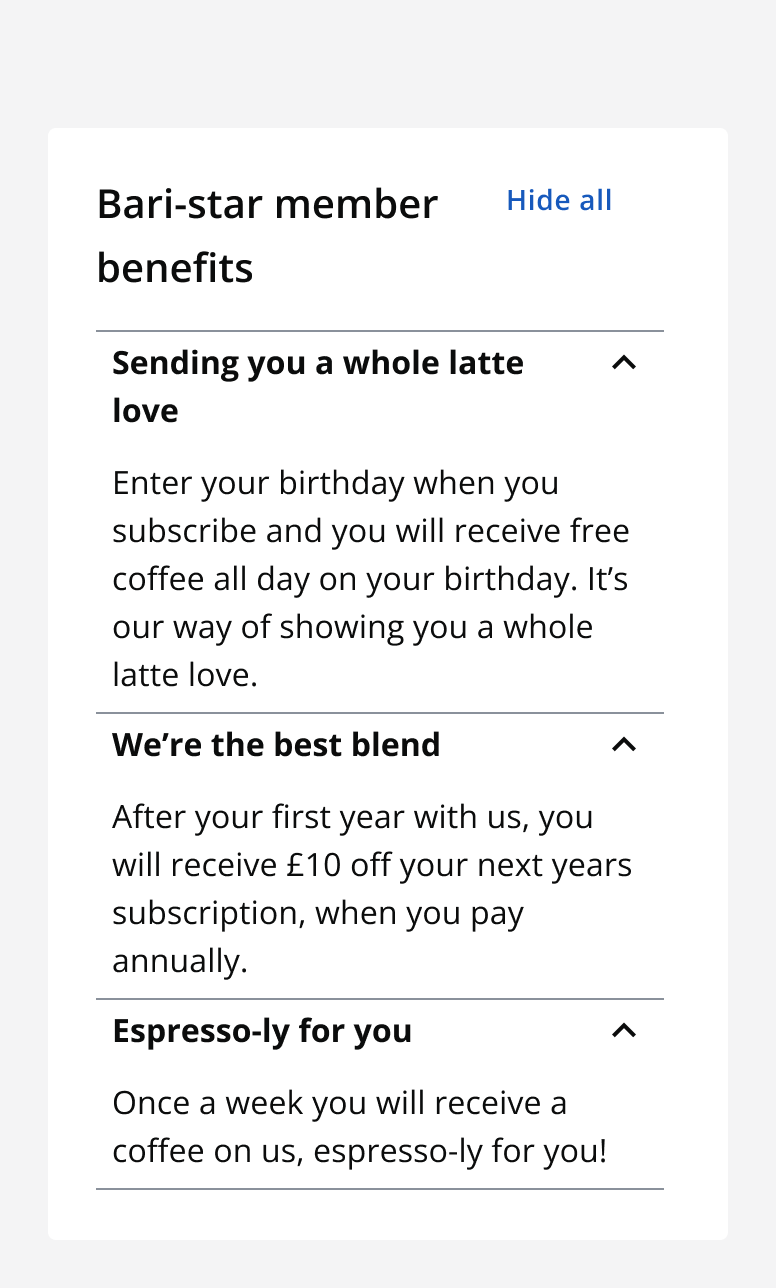 Bari-star member
benefits
Hide all
Sending you a whole latte
love
Enter your birthday when you
subscribe and you will receive free
coffee all day on your birthday. It’s
our way of showing you a whole
latte love.
We’re the best blend
After your first year with us, you
will receive £10 off your next years
subscription, when you pay
annually.
Espresso-ly for you
Once a week you will receive a
coffee on us, espresso-ly for you!